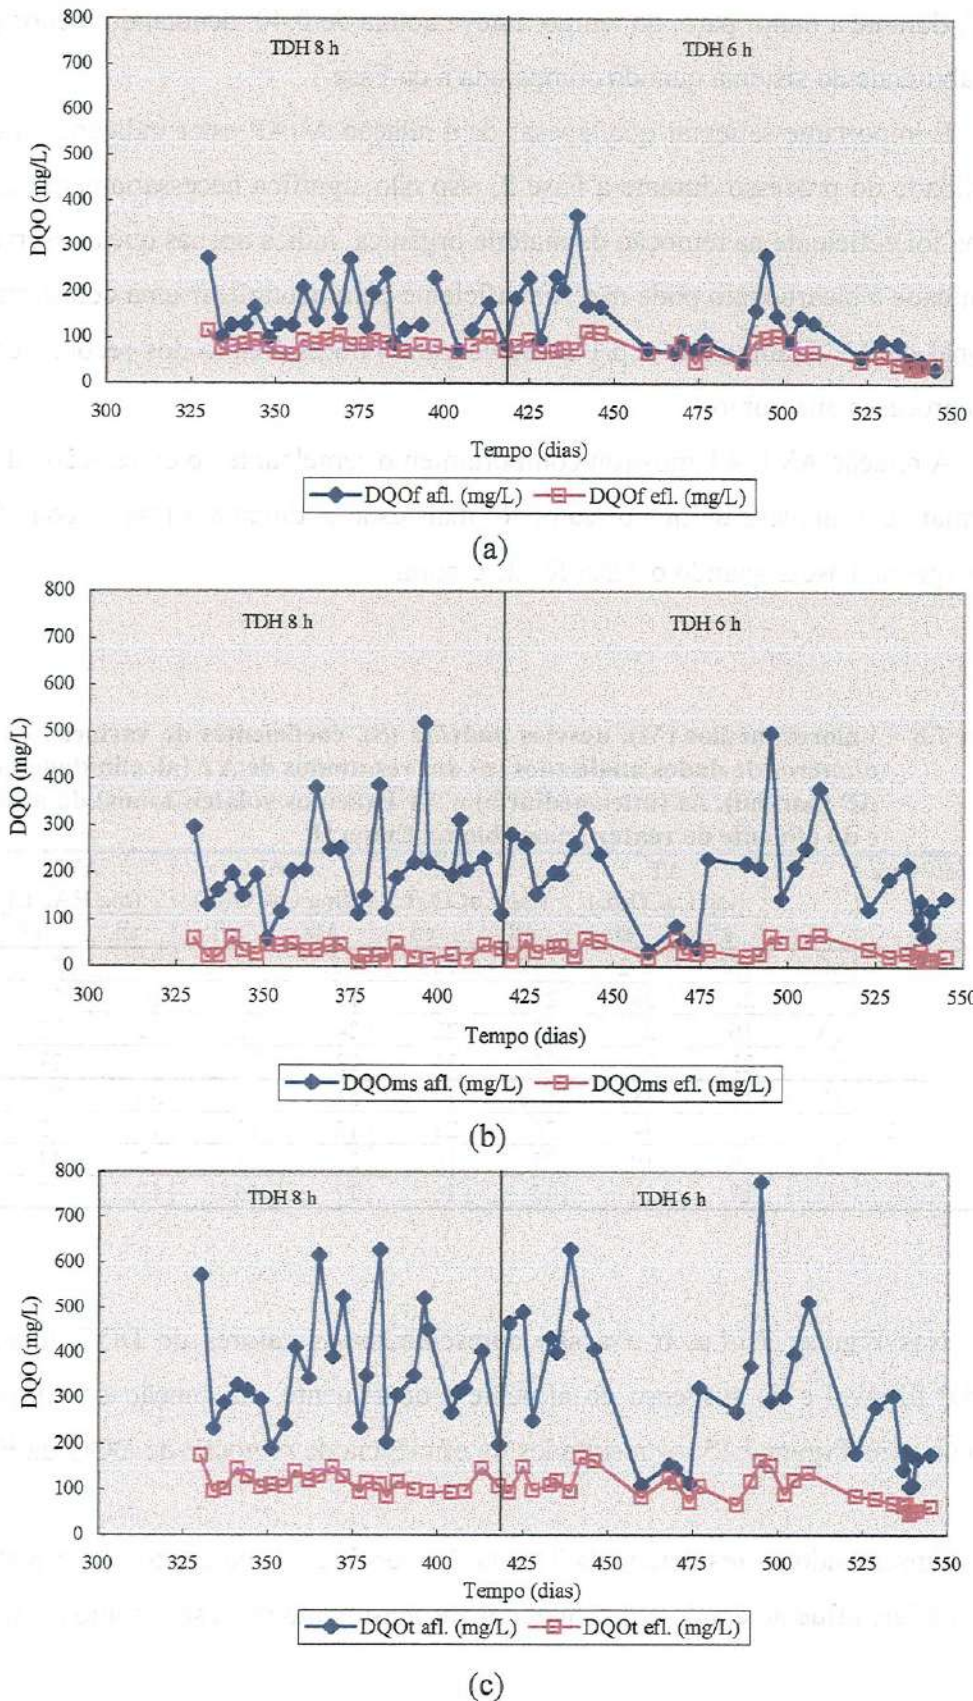 800
700
600
500
400
300
200
100
0
DQO (mg/L)
TDH 8 h
TDH 6 h
300
325
350
375
400
425
450
475
500
525
550
Tempo (dias)
DQOf afl. (mg/L)
DQOf efl. (mg/L)
(a)
800
700
600
500
400
300
200
100
0
DQO (mg/L)
TDH 8 h
TDH 6 h
300
325
350
375
400
425
450
475
500
525
Tempo (dias)
DQOms afl. (mg/L)
DQOms efl. (mg/L)
(b)
800
700
600
500
400
300
200
100
0
DQO (mg/L)
TDH 8 h
TDH 6 h
300
325
350
375
400
425
450
475
500
525
550
Tempo (dias)
DQOt afl. (mg/L)
DQOt efl. (mg/L)
(c)